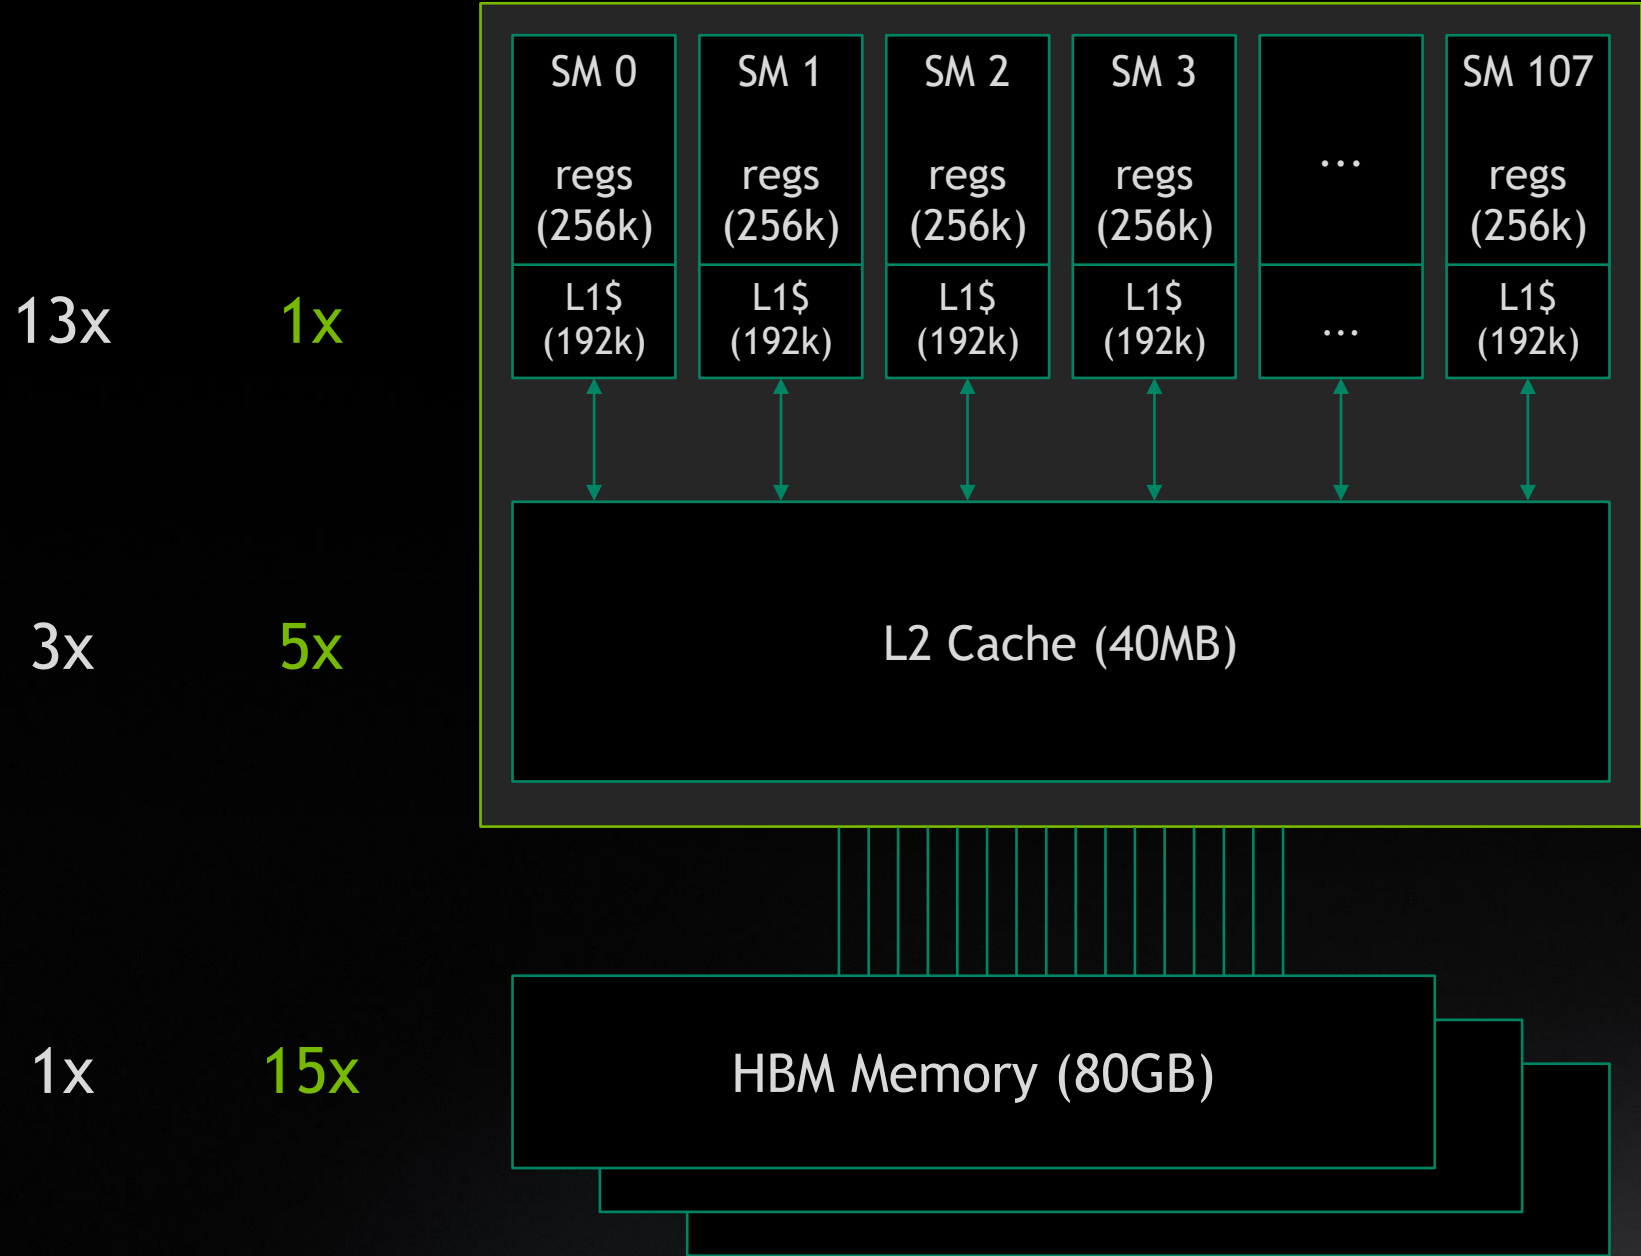 SM 0
SM 1
SM 2
SM 3
SM 107
regs
(256k)
regs
(256k)
regs
(256k)
regs
(256k)
...
regs
(256k)
13x
1x
L1$
(192k)
L1$
(192k)
L1$
(192k)
L1$
(192k)
...
L1$
(192k)
3x
5x
L2 Cache (40MB)
1x
15x
HBM Memory (80GB)